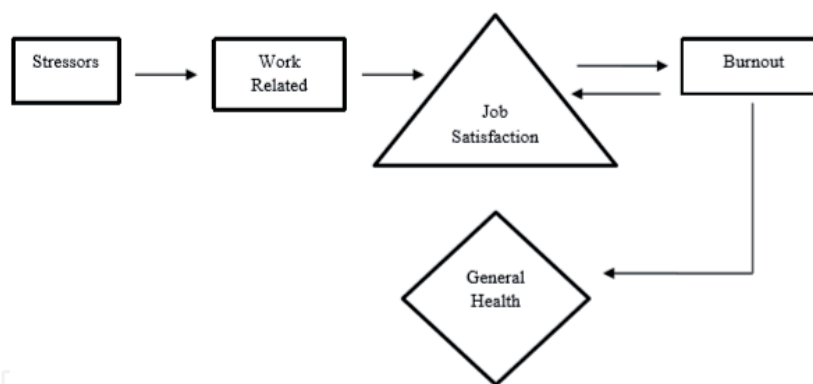 Stressors
Work
Related
Job
Satisfaction
Burnout
General
Health